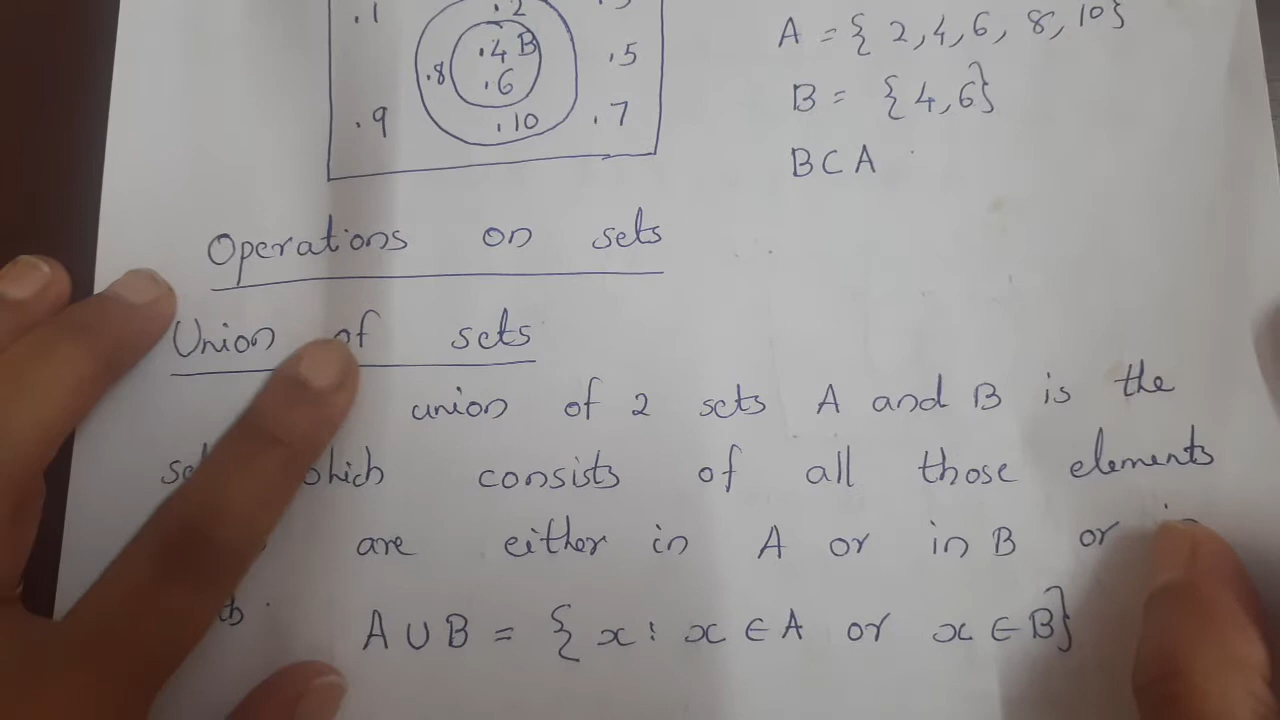 .1 .2
.4 B .5
.8 .6
.9 .10 .7
A = { 2, 4, 6, 8, 10}
B = {4, 6}
B ⊂ A
Operations on sets
Union of sets
union of 2 sets A and B is the
which consists of all those elements
are either in A or in B or
A ∪ B = { x : x ∈ A or x ∈ B}